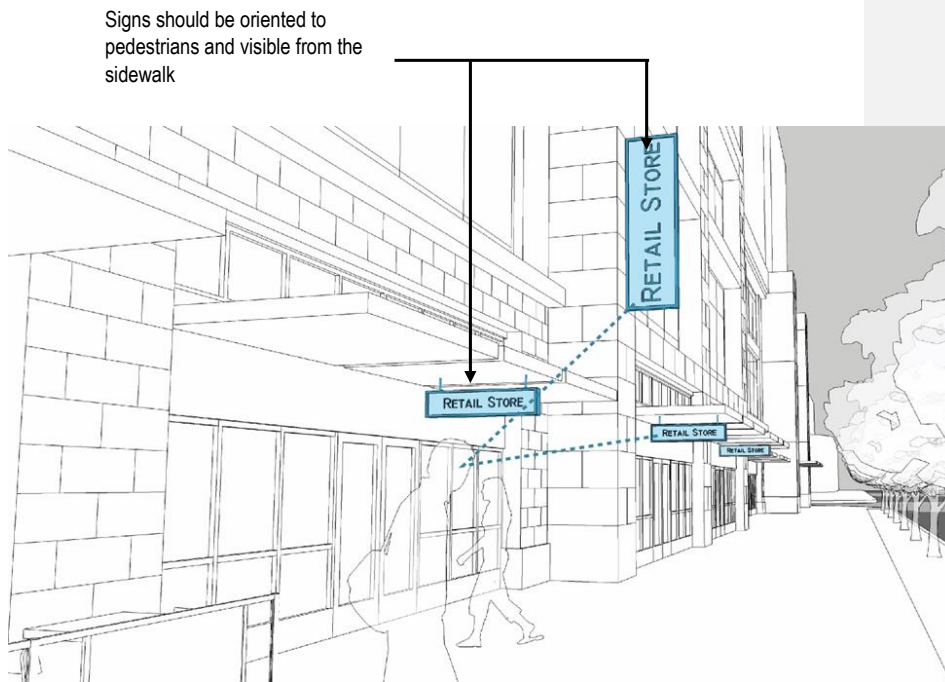 Signs should be oriented to
pedestrians and visible from the
sidewalk
RETAIL STORE
RETAIL STORE
RETAIL STORE
RETAIL STORE